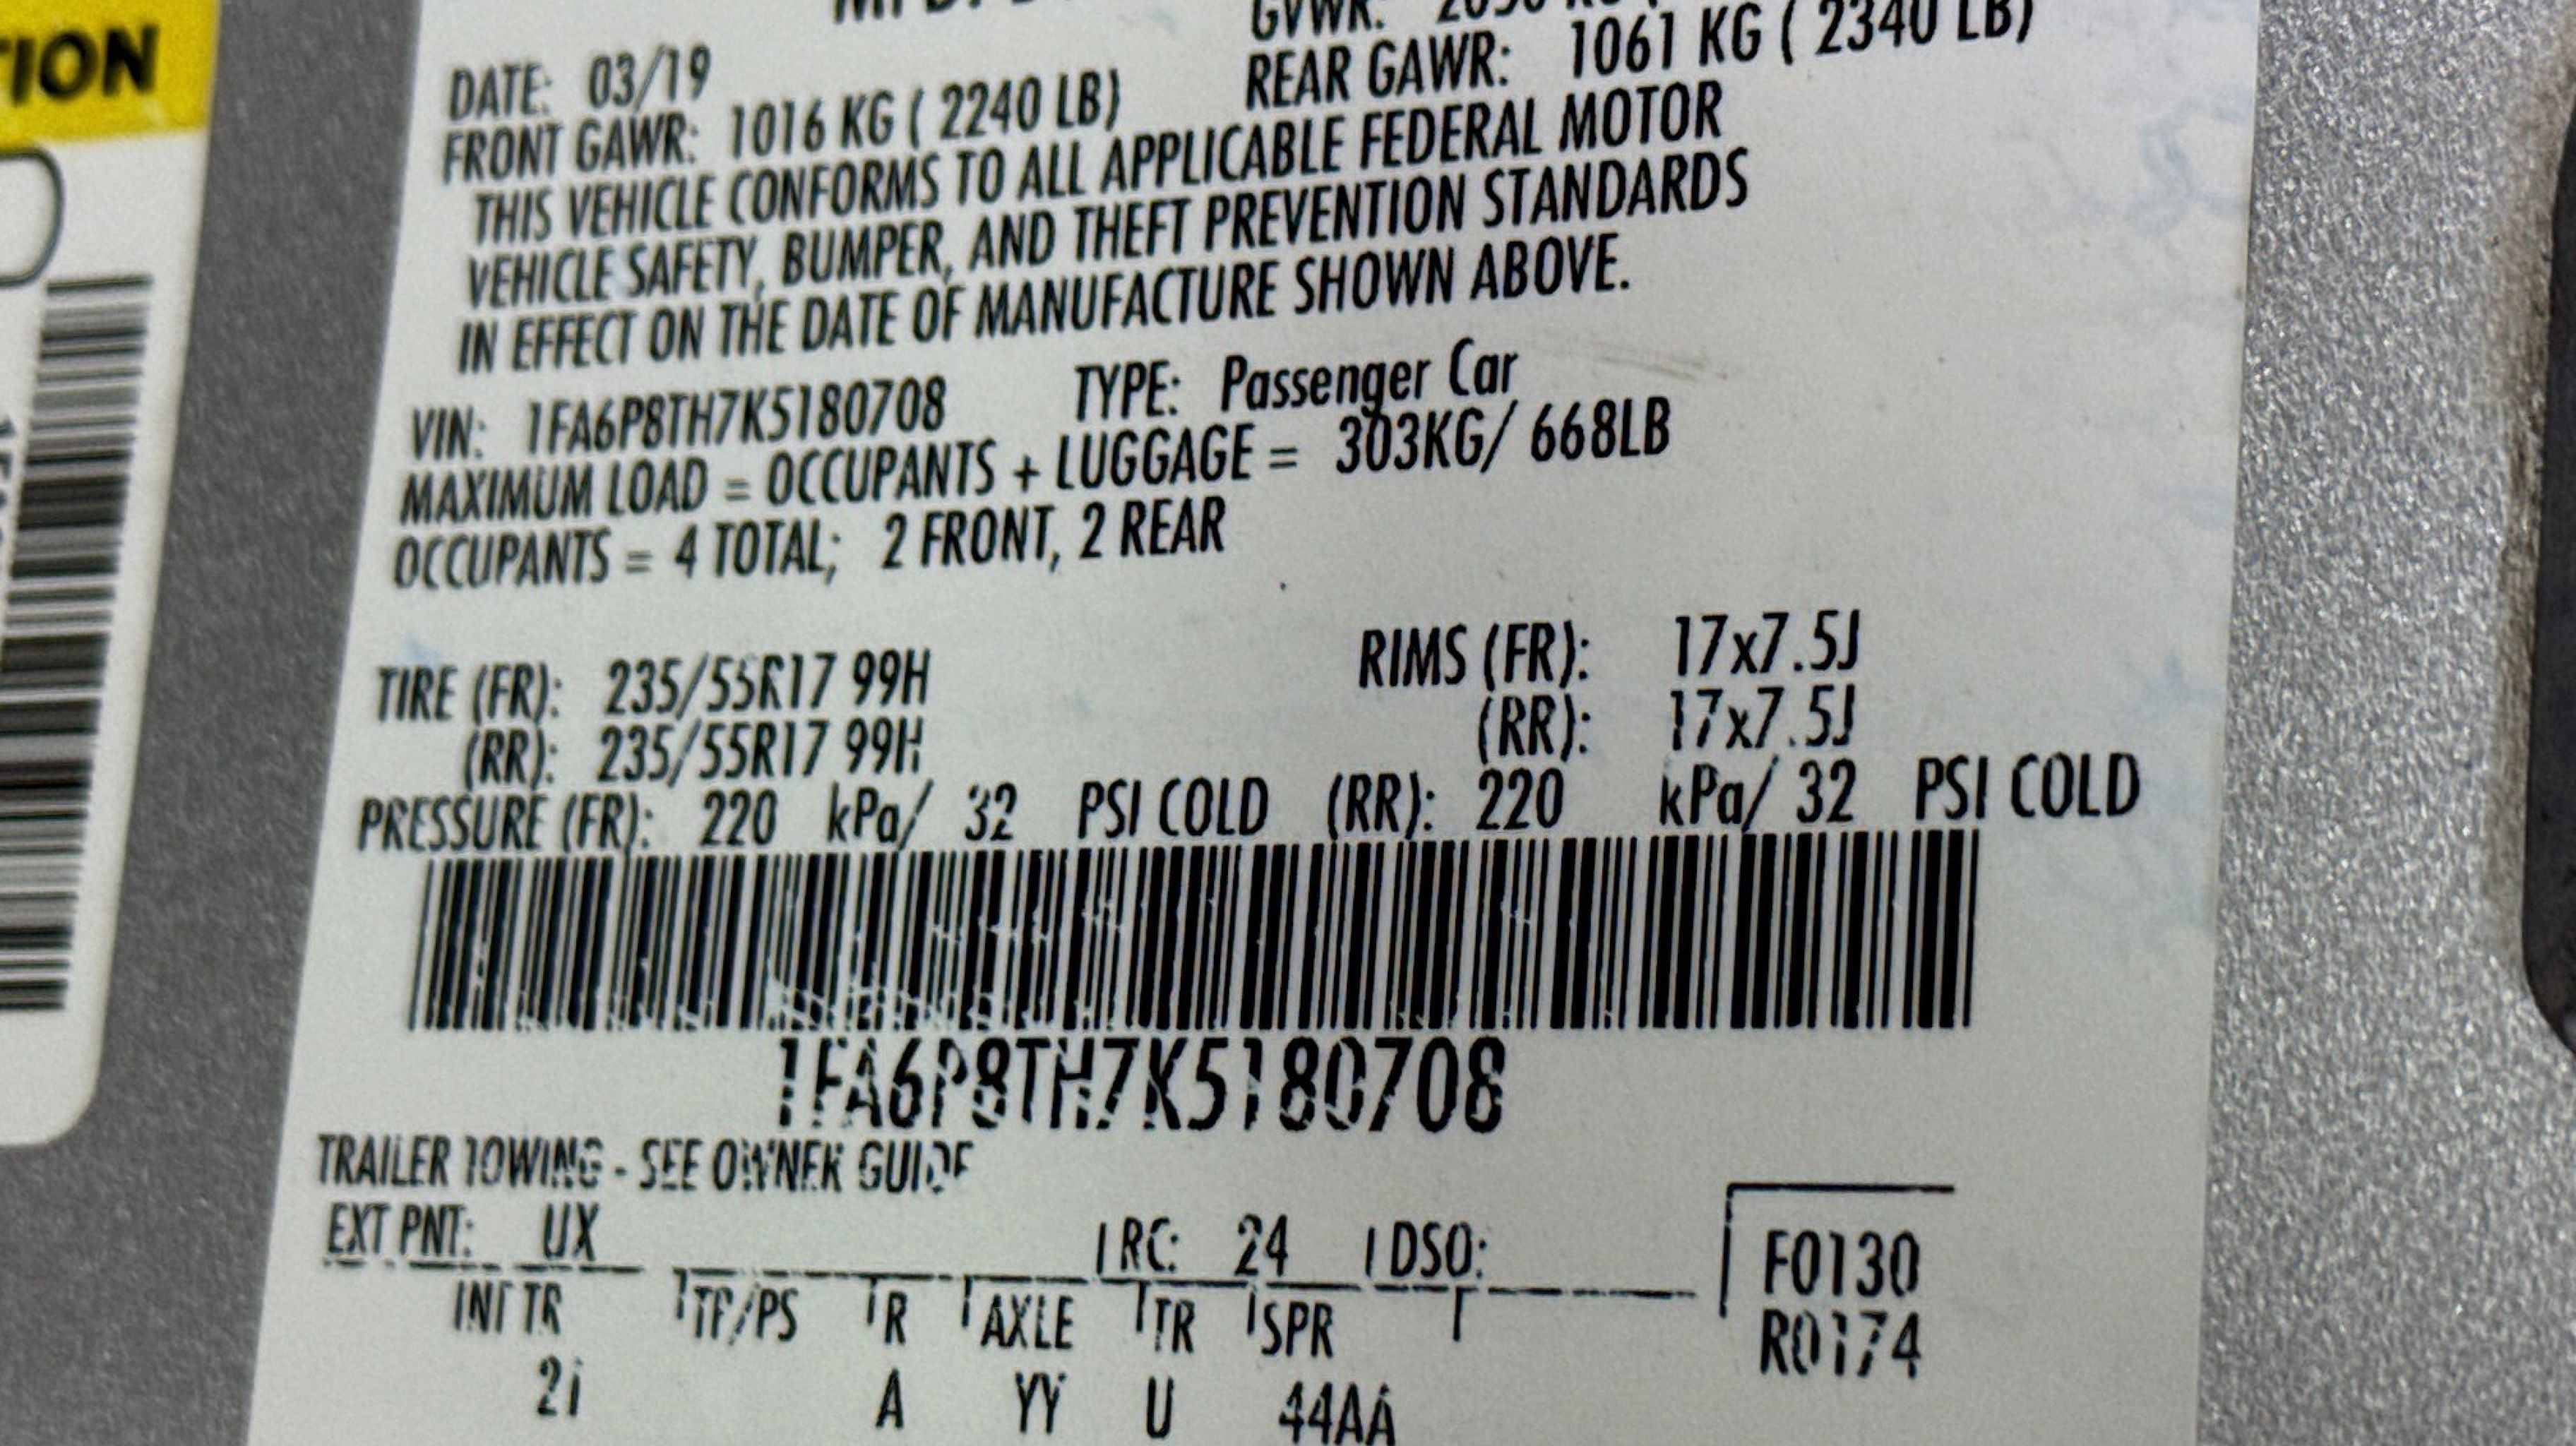 TION
GVWR:
DATE: 03/19
FRONT GAWR: 1016 KG ( 2240 LB) REAR GAWR: 1061 KG ( 2340 LB)
THIS VEHICLE CONFORMS TO ALL APPLICABLE FEDERAL MOTOR
VEHICLE SAFETY, BUMPER, AND THEFT PREVENTION STANDARDS
IN EFFECT ON THE DATE OF MANUFACTURE SHOWN ABOVE.
VIN: 1FA6P8TH7K5180708 TYPE: Passenger Car
MAXIMUM LOAD = OCCUPANTS + LUGGAGE = 303KG/ 668LB
OCCUPANTS = 4 TOTAL; 2 FRONT, 2 REAR
TIRE (FR): 235/55R17 99H RIMS (FR): 17x7.5J
(RR): 235/55R17 99H (RR): 17x7.5J
PRESSURE (FR): 220 kPa/ 32 PSI COLD (RR): 220 kPa/ 32 PSI COLD
1FA6P8TH7K5180708
TRAILER TOWING - SEE OWNER GUIDE
EXT PNT: UX RC: 24 DSO: F0130
INT TR TP/PS R AXLE TR SPR R0174
A YY U 44AA